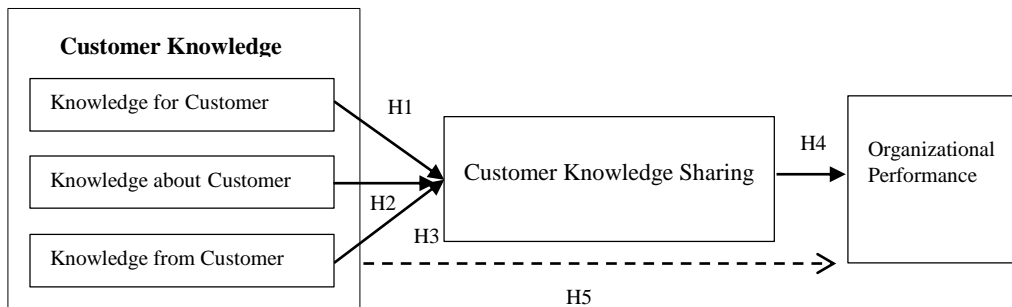 Customer Knowledge
Knowledge for Customer
H1
Knowledge about Customer
H2
Knowledge from Customer
H3
Customer Knowledge Sharing
H4
Organizational
Performance
H5